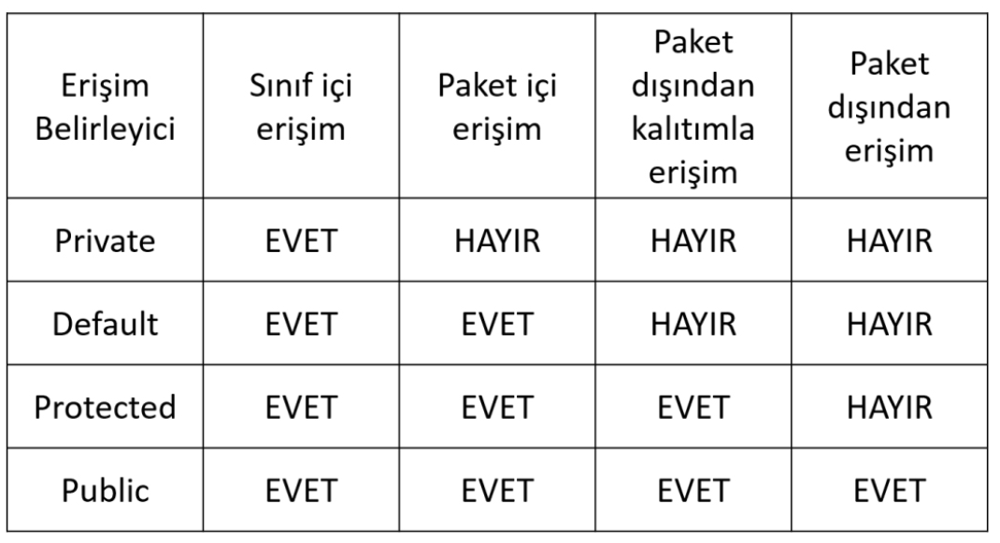 Erişim
Belirleyici
Sınıf içi
erişim
Paket içi
erişim
Paket
dışından
kalıtımla
erişim
Paket
dışından
erişim
Private EVET HAYIR HAYIR HAYIR
Default EVET EVET HAYIR HAYIR
Protected EVET EVET EVET HAYIR
Public EVET EVET EVET EVET